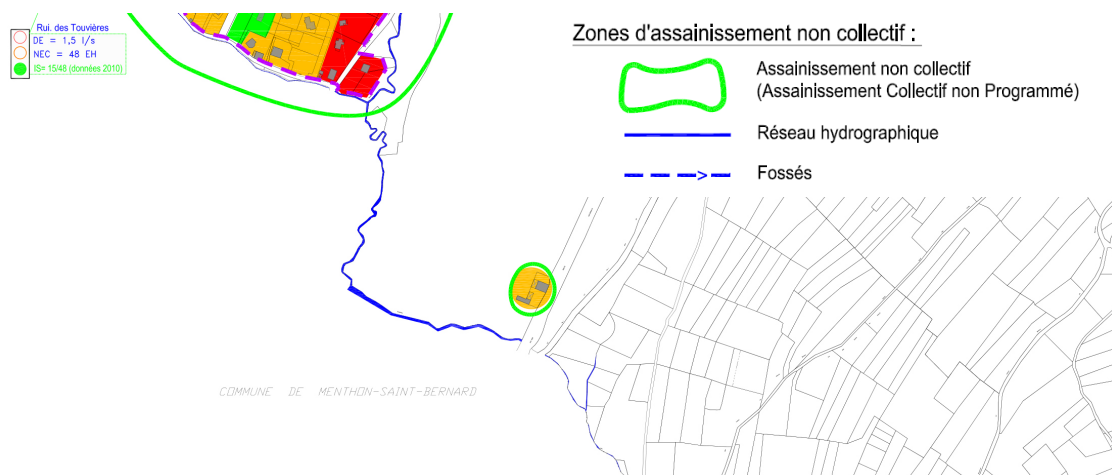 Rui. des Touvières
DE = 1,5 l/s
NEC = 48 EH
IS= 15/48 (données 2010)
Zones d'assainissement non collectif :
Assainissement non collectif
(Assainissement Collectif non Programmé)
Réseau hydrographique
Fossés
COMMUNE DE MENTHON-SAINT-BERNARD